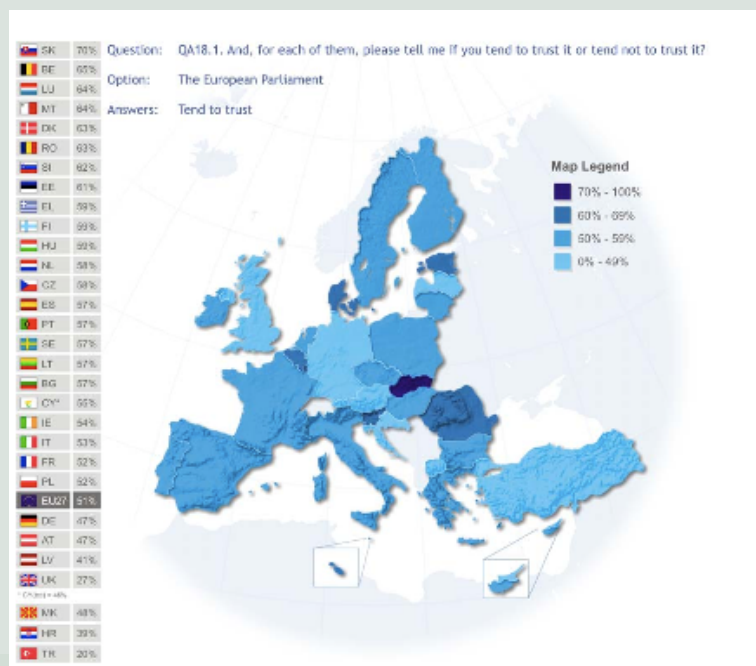 SK 70%
BE 65%
LU 64%
MT 64%
DK 63%
RO 63%
SI 62%
EE 61%
EL 59%
FI 59%
HU 59%
NL 58%
CZ 58%
ES 57%
PT 57%
SE 57%
LT 57%
BG 57%
CY* 55%
IE 54%
IT 53%
FR 52%
PL 52%
EU27 51%
DE 47%
AT 47%
LV 41%
UK 27%
MK 48%
HR 39%
TR 20%
Question: QA18.1. And, for each of them, please tell me if you tend to trust it or tend not to trust it?
Option: The European Parliament
Answers: Tend to trust
Map Legend
70% - 100%
60% - 69%
50% - 59%
0% - 49%